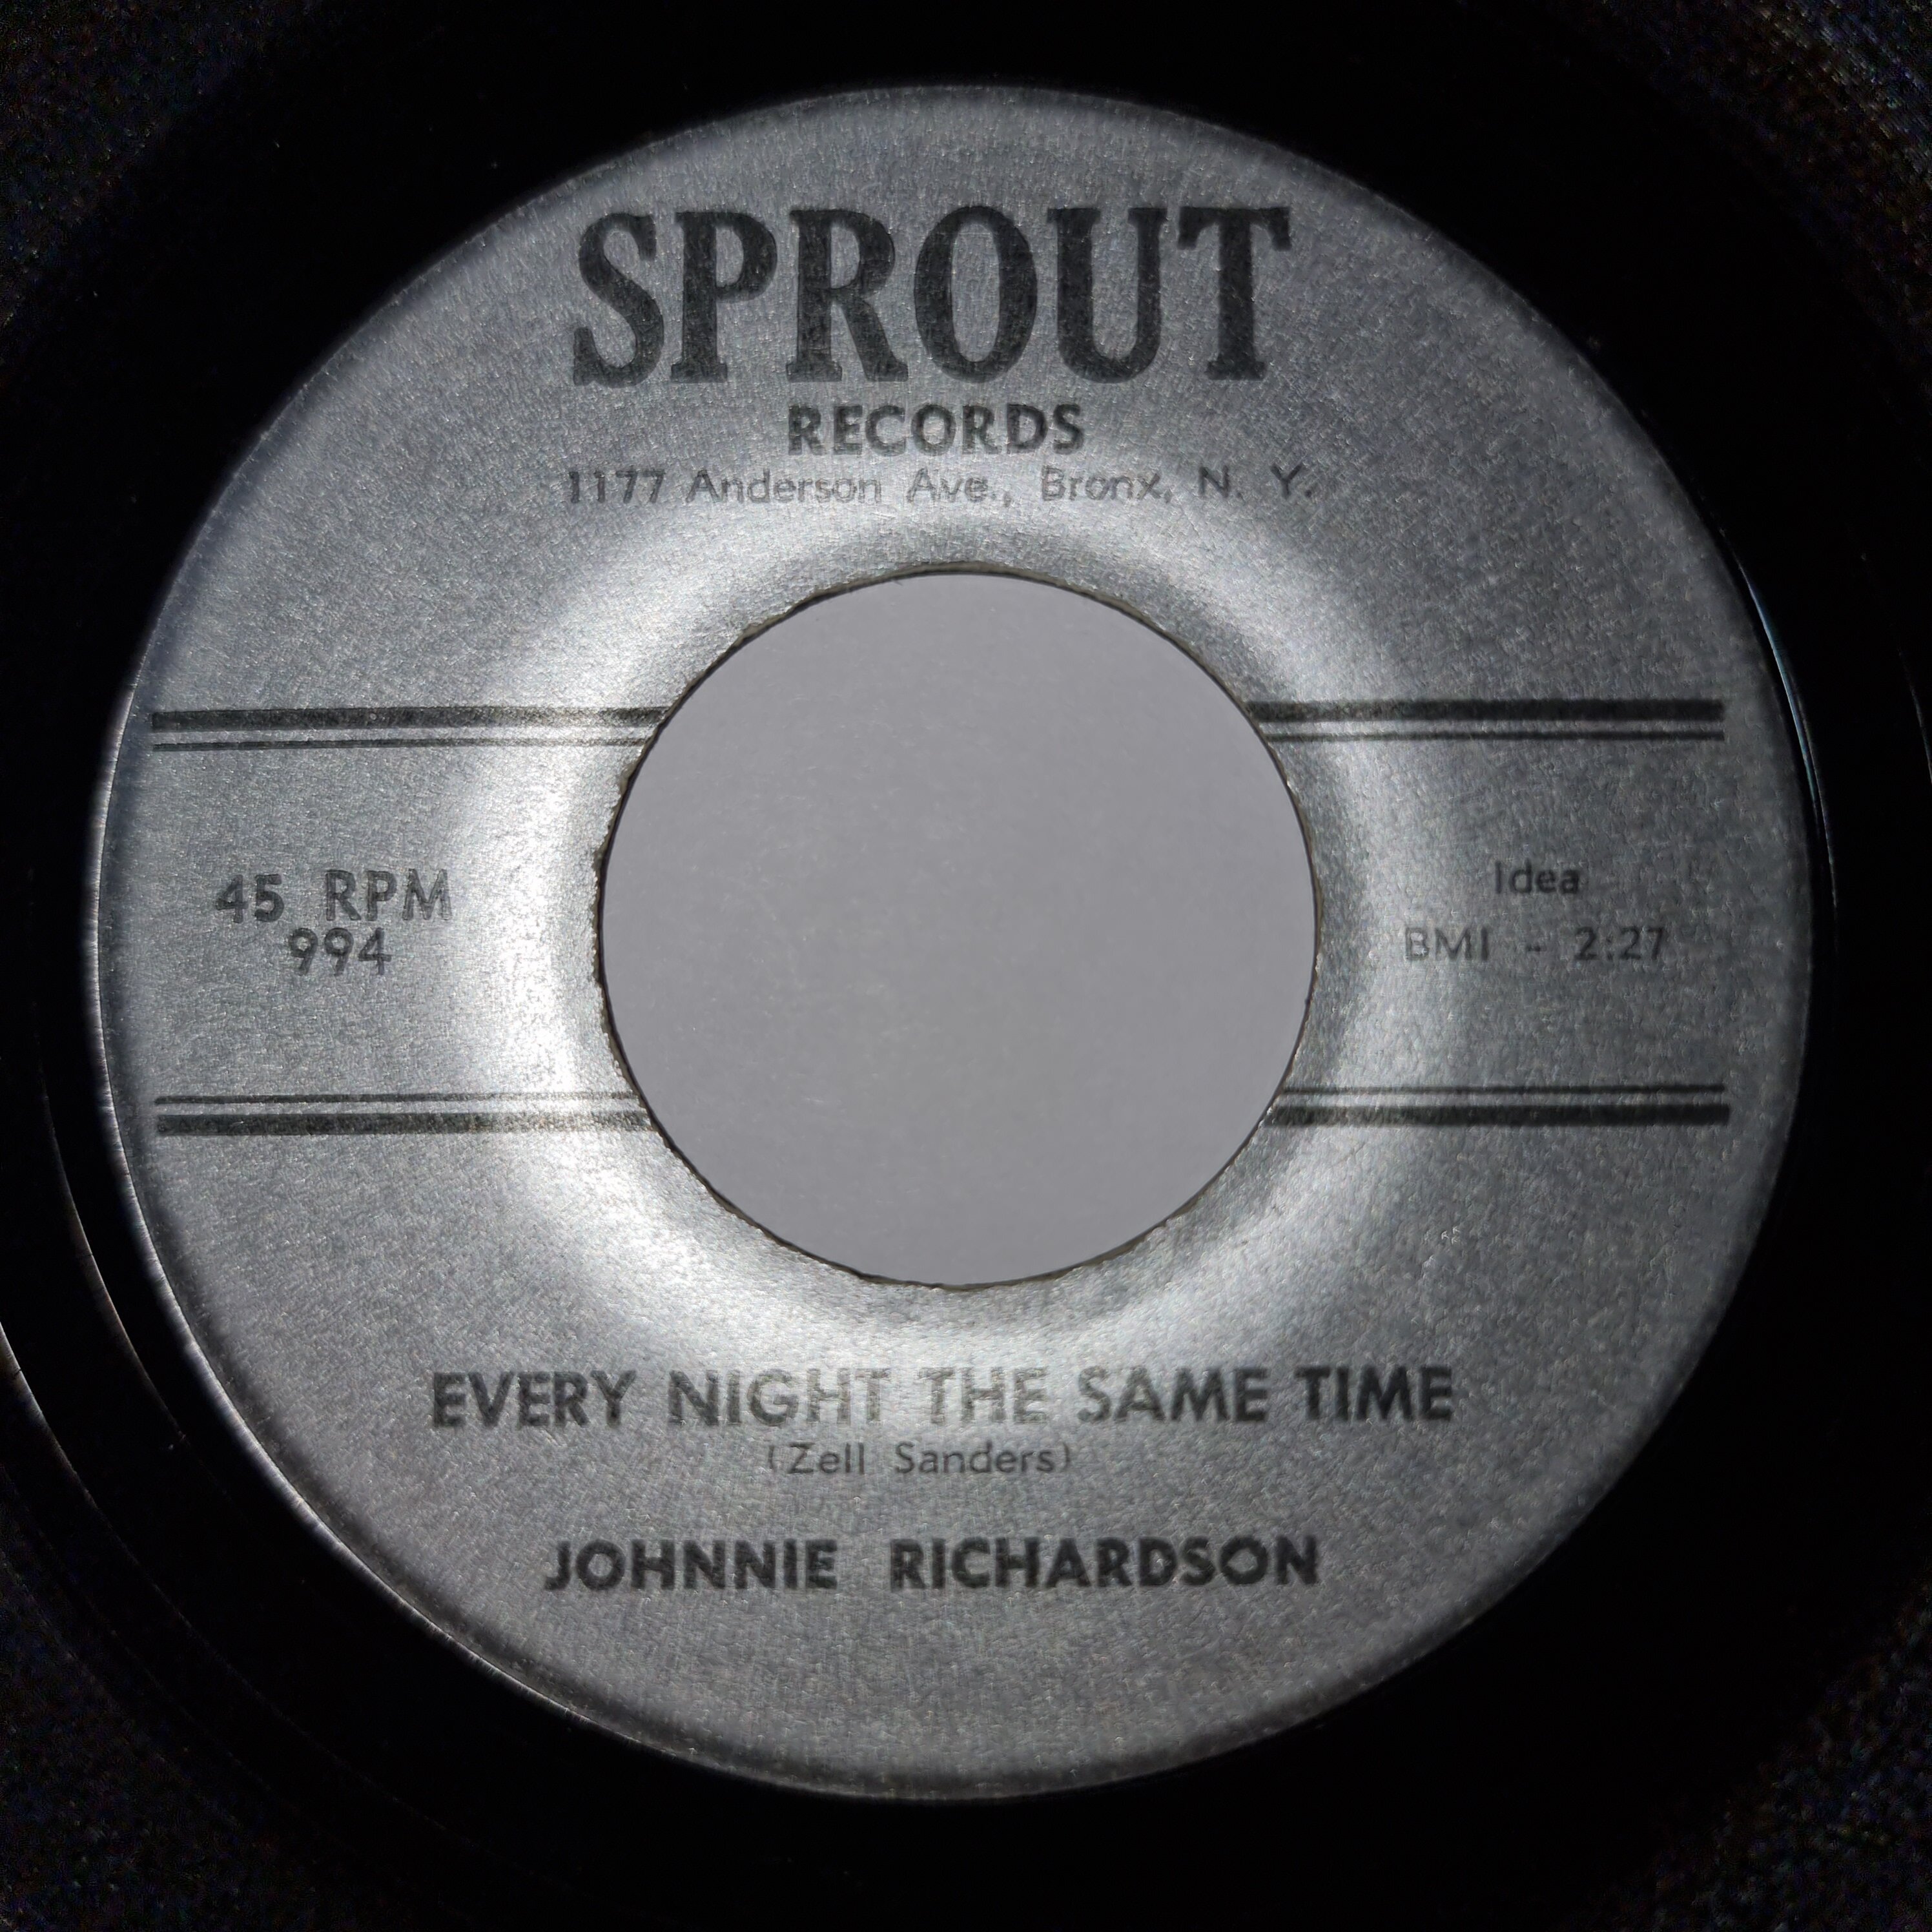 SPROUT
RECORDS
1177 Anderson Ave., Bronx, N. Y.
45 RPM
994
Idea
BMI - 2:27
EVERY NIGHT THE SAME TIME
(Zell Sanders)
JOHNNIE RICHARDSON